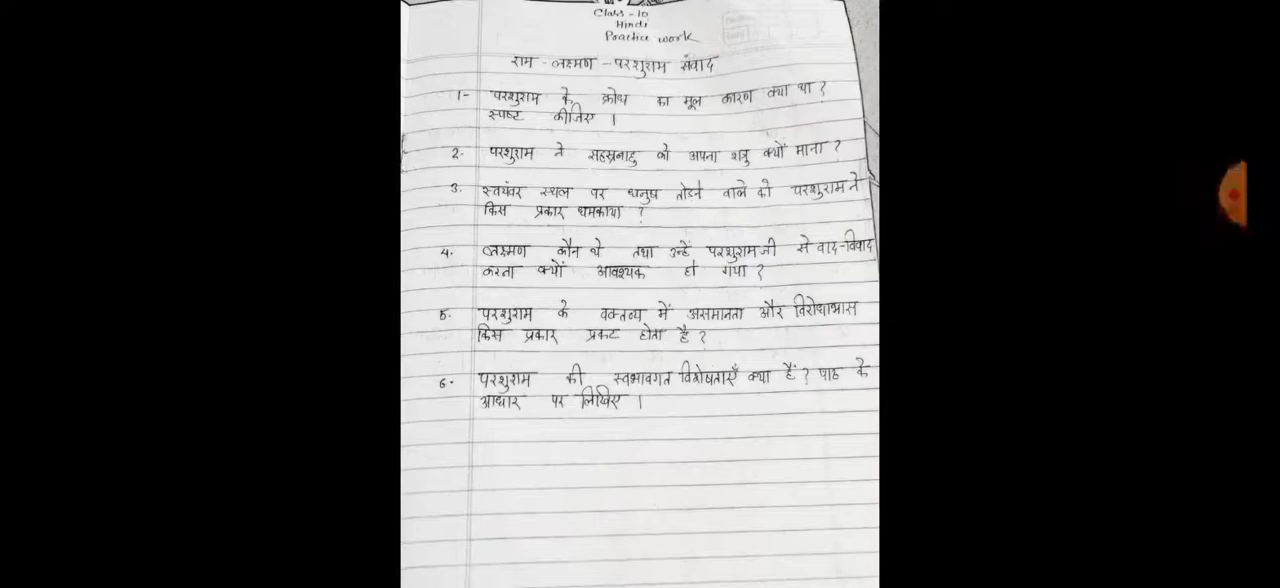 Class - 10
Hindi
Practice work
राम - लक्ष्मण - परशुराम संवाद
1- परशुराम के क्रोध का मूल कारण क्या था ?
स्पष्ट कीजिए ।
2- परशुराम ने सहस्रबाहु को अपना शत्रु क्यों माना ?
3. स्वयंवर स्थल पर धनुष तोडने वाले को परशुराम ने
किस प्रकार धमकाया ?
4. लक्ष्मण कौन थे तथा उन्हें परशुराम जी से वाद-विवाद
करता क्यों आवश्यक हो गया ?
5. परशुराम के वक्तव्य में असमानता और विरोधाभास
किस प्रकार प्रकट होता है ?
6- परशुराम की स्वभावगत विशेषताएँ क्या हैं ? पाठ के
आधार पर लिखिए ।